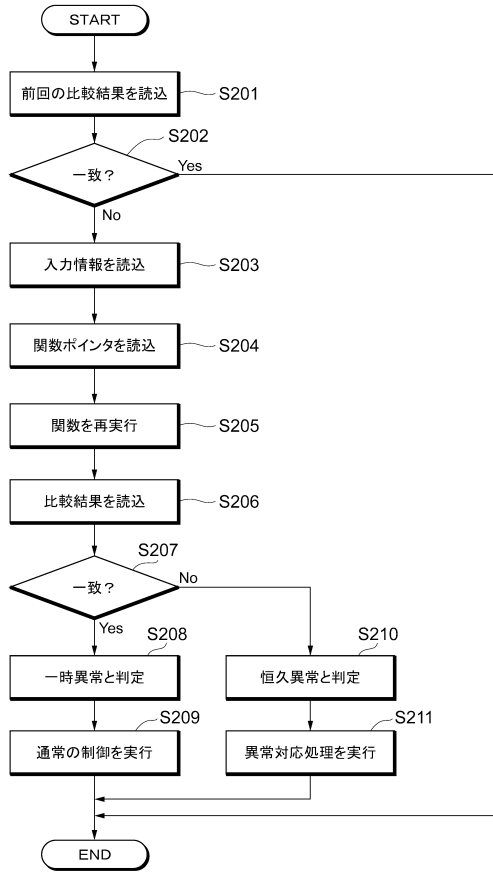 START
前回の比較結果を読込
S201
S202
一致？
Yes
No
入力情報を読込
S203
関数ポインタを読込
S204
関数を再実行
S205
比較結果を読込
S206
S207
一致？
No
Yes
S208
一時異常と判定
S210
恒久異常と判定
S209
通常の制御を実行
S211
異常対応処理を実行
END